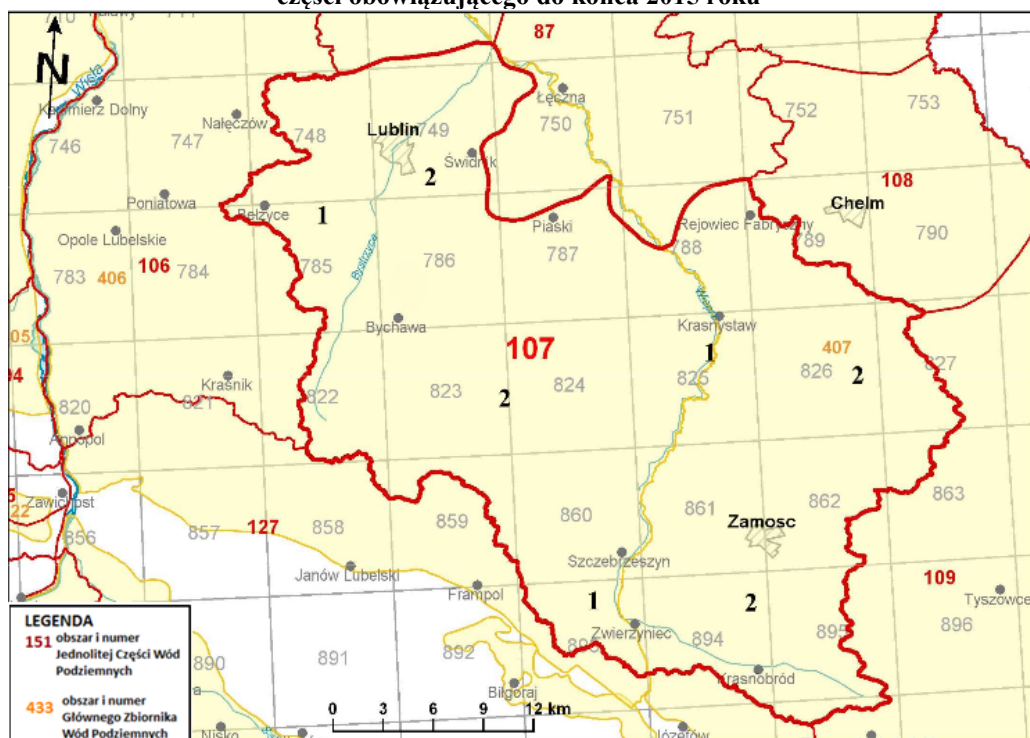 części obowiązującego do końca 2015 roku
87
N
Wisła
Łęczna
753
752
751
750
Kazimierz Dolny
Nałęczów
748
Lublin
749
746
747
Świdnik
2
108
Poniatowa
Bełżyce
1
Piaski
Rejowiec Fabryczny
Chełm
Opole Lubelskie
789
790
783
406
106
784
785
786
787
788
Bystrzyca
Wieprz
Bychawa
Krasnystaw
107
1
407
827
Kraśnik
820
821
822
823
2
824
825
826
2
Annopol
Zawichost
856
857
127
858
859
860
861
862
863
Zamosc
Szczebrzeszyn
Janów Lubelski
Frampol
109
Tyszowce
1
2
Zwierzyniec
894
895
896
LEGENDA
151 obszar i numer
Jednolitej Części Wód
Podziemnych
433 obszar i numer
Głównego Zbiornika
Wód Podziemnych
890
891
892
Krasnobród
Biłgoraj
0 3 6 9 12 km
Nisko
Józefów